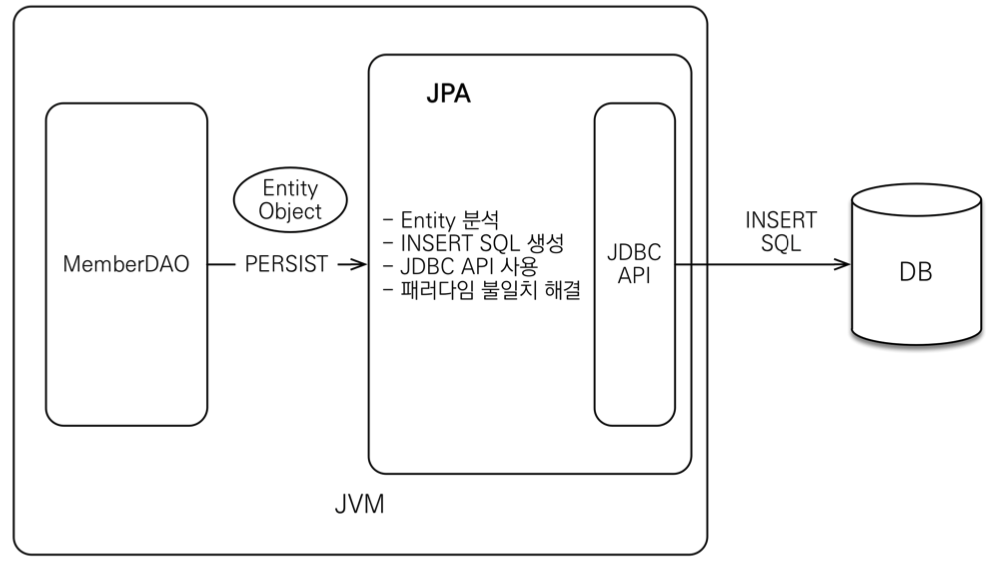 JPA
Entity
Object
MemberDAO
PERSIST
- Entity 분석
- INSERT SQL 생성
- JDBC API 사용
- 패러다임 불일치 해결
JDBC
API
INSERT
SQL
DB
JVM